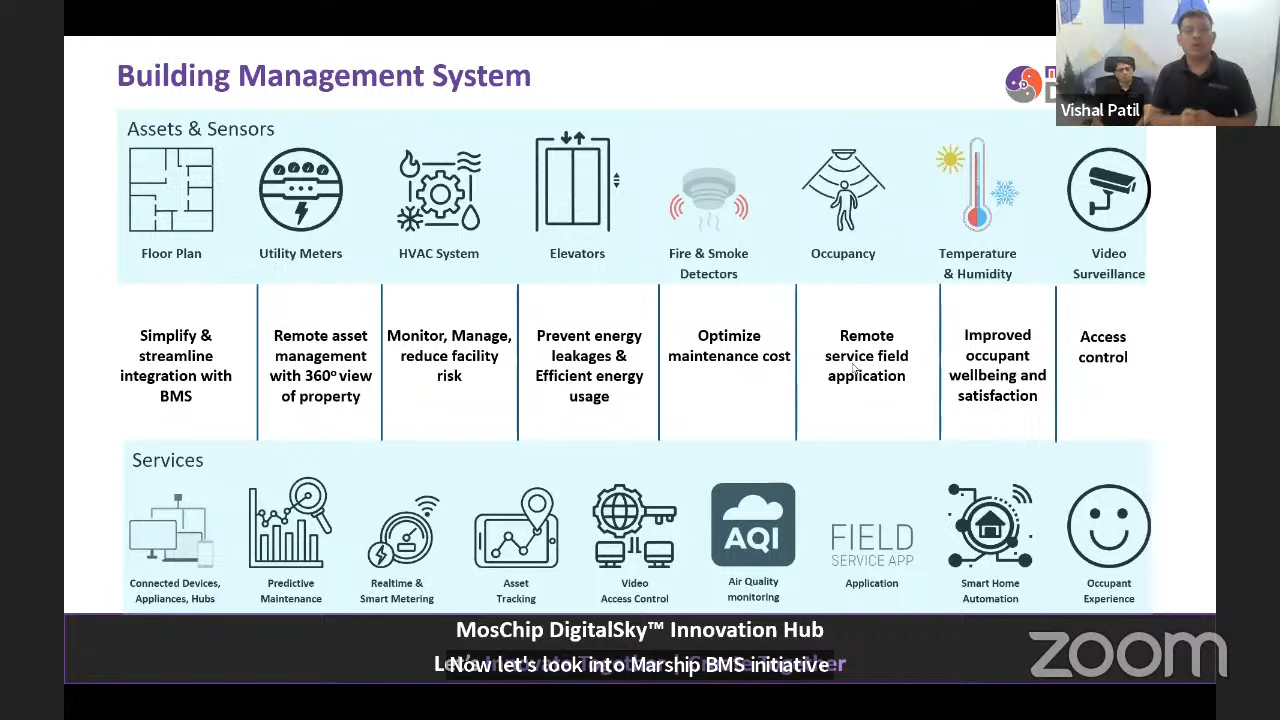 Building Management System
Vishal Patil
Assets & Sensors
Floor Plan
Utility Meters
HVAC System
Elevators
Fire & Smoke
Detectors
Occupancy
Temperature
& Humidity
Video
Surveillance
Simplify &
streamline
integration with
BMS
Remote asset
management
with 360° view
of property
Monitor, Manage,
reduce facility
risk
Prevent energy
leakages &
Efficient energy
usage
Optimize
maintenance cost
Remote
service field
application
Improved
occupant
wellbeing and
satisfaction
Access
control
Services
Connected Devices,
Appliances, Hubs
Predictive
Maintenance
Realtime &
Smart Metering
Asset
Tracking
Video
Access Control
AQI
Air Quality
monitoring
FIELD
SERVICE APP
Application
Smart Home
Automation
Occupant
Experience
MosChip DigitalSky™ Innovation Hub
Now let's look into Marship BMS initiative
zoom